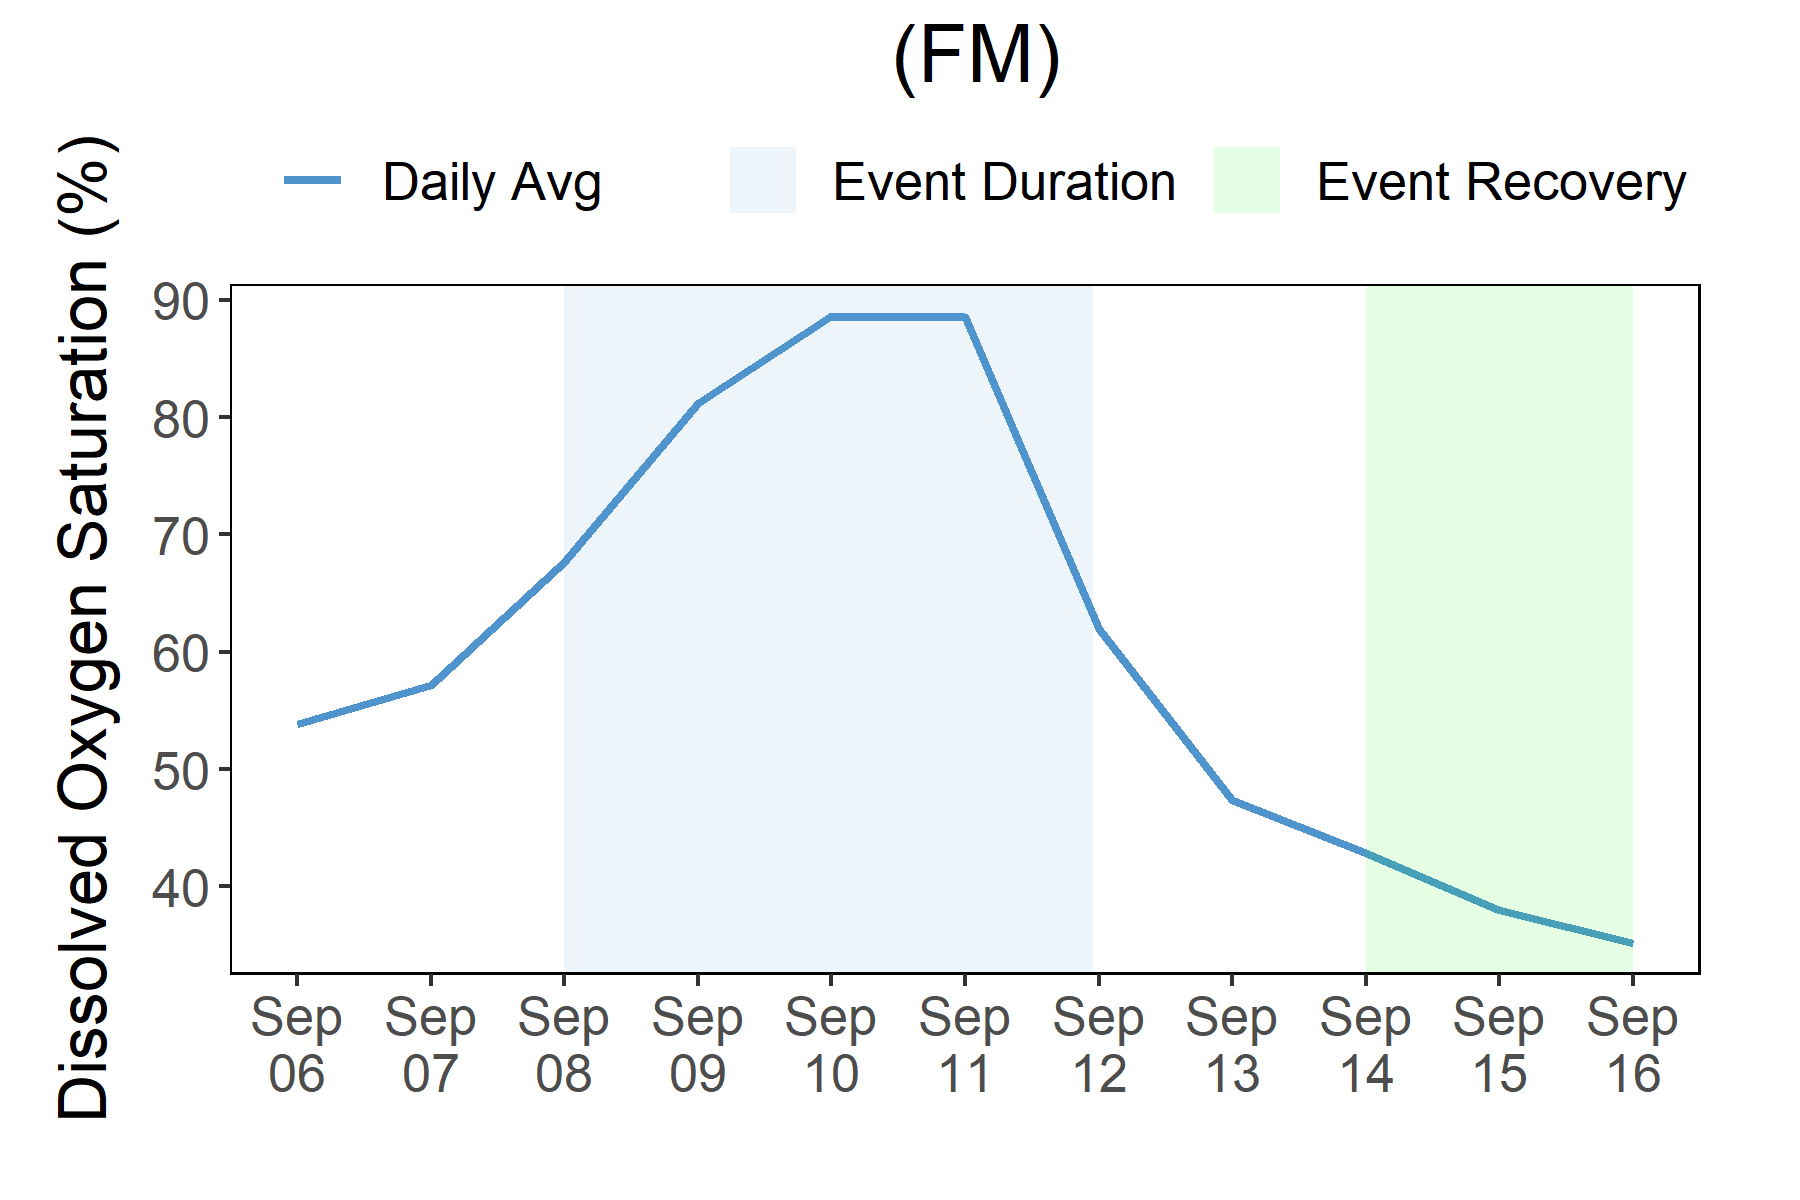 (FM)
Daily Avg
Event Duration
Event Recovery
Dissolved Oxygen Saturation (%)
90
80
70
60
50
40
Sep 06
Sep 07
Sep 08
Sep 09
Sep 10
Sep 11
Sep 12
Sep 13
Sep 14
Sep 15
Sep 16